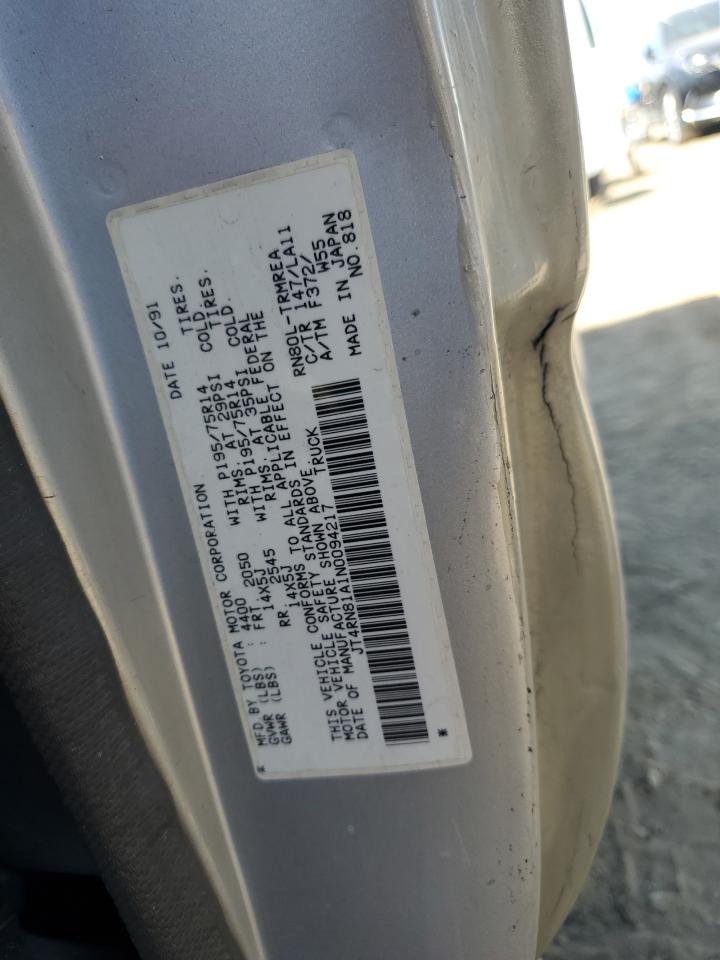 MFD BY TOYOTA MOTOR CORPORATION DATE 10/91
GVWR (LBS) : 4400
GAWR (LBS) : FRT 2050 WITH P195/75R14 TIRES.
14X5J RIMS. AT 29PSI COLD.
RR. 2545 WITH P195/75R14 TIRES.
14X5J RIMS. AT 35PSI COLD.
THIS VEHICLE CONFORMS TO ALL APPLICABLE FEDERAL
MOTOR VEHICLE SAFETY STANDARDS IN EFFECT ON THE
DATE OF MANUFACTURE SHOWN ABOVE.
JT4RN81A1N0094217 TRUCK
RN80L-TRMREA
C/TR 147/LA11
A/TM F372/W55
MADE IN JAPAN
NO.818
* *